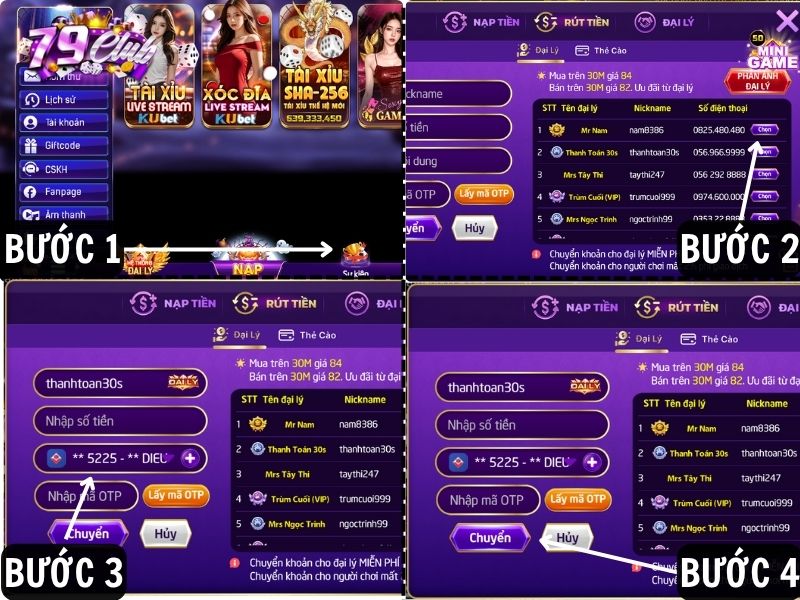 79Club
Hòm thư
Lịch sử
Tài khoản
Giftcode
CSKH
Fanpage
Âm thanh
TÀI XỈU
LIVE STREAM
KUbet
XÓC ĐĨA
LIVE STREAM
KUbet
TÀI XỈU
SHA-256
TÀI XỈU THẾ HỆ MỚI
539,333,450
Sexy
GAM
BƯỚC 1
HỆ THỐNG
ĐẠI LÝ
NẠP
Sự kiện
NẠP TIỀN
RÚT TIỀN
ĐẠI LÝ
Đại Lý
Thẻ Cào
50
MINI
GAME
PHẢN ÁNH
ĐẠI LÝ
Mua trên 30M giá 84
Bán trên 30M giá 82. Ưu đãi từ đại lý
ckname
tiền
ội dung
mã OTP
Lấy mã OTP
yển
Hủy
STT Tên đại lý Nickname Số điện thoại
1 Mr Nam nam8386 0825.480.480 Chọn
2 Thanh Toán 30s thanhtoan30s 056.966.9999 Chọn
3 Mrs Tây Thi taythi247 056 292 8888 Chọn
4 Trùm Cuối (VIP) trumcuoi999 0974.600.000 Chọn
5 Mrs Ngọc Trinh ngoctrinh99 0353.22.888
Chuyển khoản cho đại lý MIỄN PHÍ
Chuyển khoản cho người chơi mất
BƯỚC 2
NẠP TIỀN
RÚT TIỀN
ĐẠI
Đại Lý
Thẻ Cào
Mua trên 30M giá 84
Bán trên 30M giá 82. Ưu đãi từ đại
thanhtoan30s
ĐẠI LÝ
Nhập số tiền
** 5225 - ** DIEU
Nhập mã OTP
Lấy mã OTP
Chuyển
Hủy
STT Tên đại lý Nickname
1 Mr Nam nam8386
2 Thanh Toán 30s thanhtoan30s
3 Mrs Tây Thi taythi247
4 Trùm Cuối (VIP) trumcuoi999
5 Mrs Ngọc Trinh ngoctrinh99
Chuyển khoản cho đại lý MIỄN PHÍ
Chuyển khoản cho người chơi mất
BƯỚC 3
NẠP TIỀN
RÚT TIỀN
ĐẠI
Đại Lý
Thẻ Cào
Mua trên 30M giá 84
Bán trên 30M giá 82. Ưu đãi từ đại
thanhtoan30s
ĐẠI LÝ
Nhập số tiền
** 5225 - ** DIEU
Nhập mã OTP
Lấy mã OTP
Chuyển
Hủy
STT Tên đại lý Nickname
1 Mr Nam nam8386
2 Thanh Toán 30s thanhtoan30s
3 Mrs Tây Thi taythi247
4 Trùm Cuối (VIP) trumcuoi999
5 Mrs Ngọc Trinh ngoctrinh99
BƯỚC 4